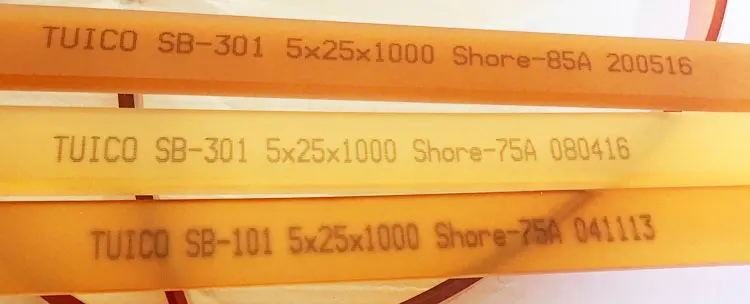 TUICO SB-301 5x25x1000 Shore-85A 200516
TUICO SB-301 5x25x1000 Shore-75A 080416
TUICO SB-101 5x25x1000 Shore-75A 041113